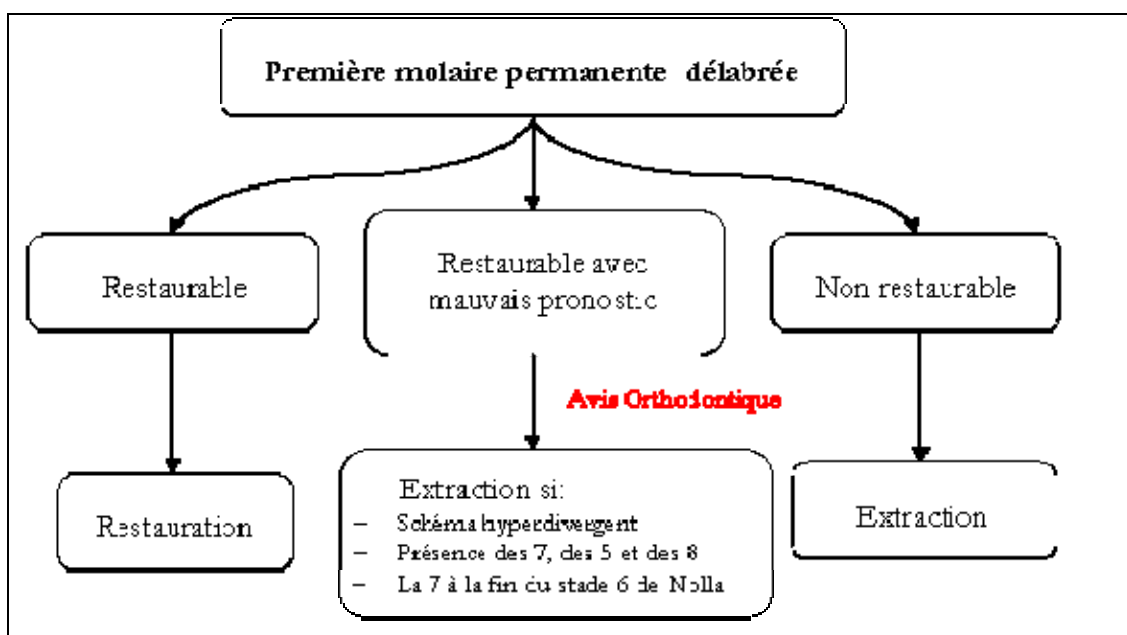 Première molaire permanente délabrée
Restaurable
Restaurable avec
mauvais pronostic
Non restaurable
Avis Orthodontique
Restauration
Extraction si:
– Schéma hyperdivergent
– Présence des 7, des 5 et des 8
– La 7 à la fin du stade 6 de Nolla
Extraction